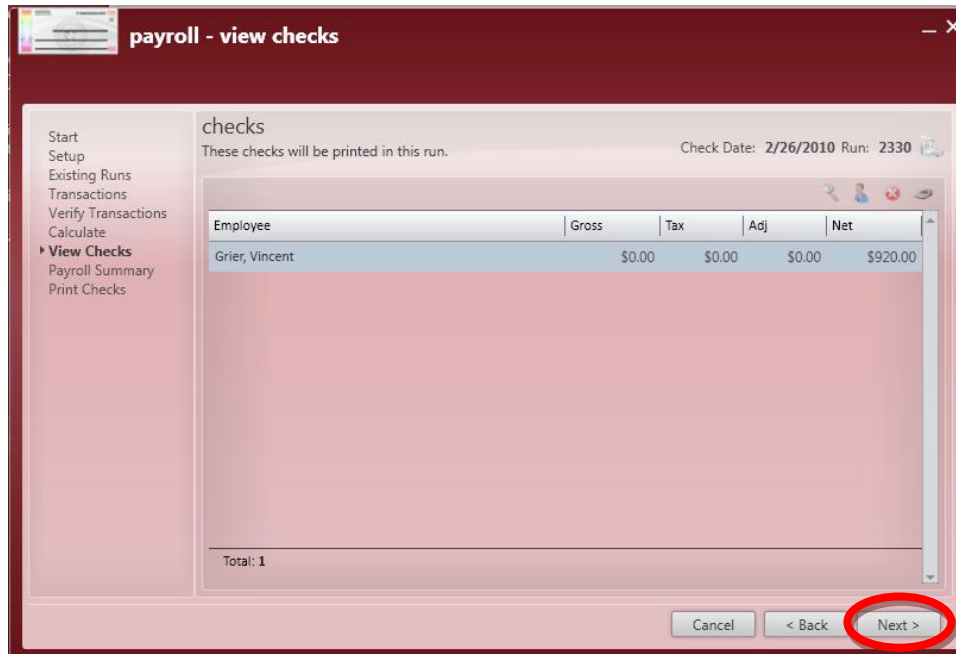 payroll - view checks
Start
Setup
Existing Runs
Transactions
Verify Transactions
Calculate
View Checks
Payroll Summary
Print Checks
checks
These checks will be printed in this run.
Check Date: 2/26/2010 Run: 2330
Employee Gross Tax Adj Net
Grier, Vincent $0.00 $0.00 $0.00 $920.00
Total: 1
Cancel < Back Next >